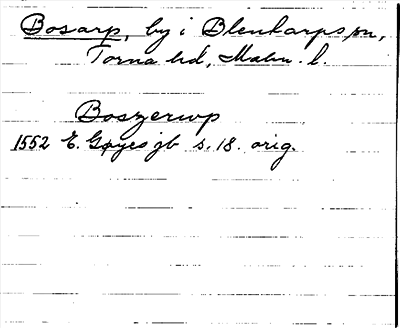 Bosarp, by i Blentarps sn,
Torna hd, Malm. l.
Boszerup
1552 E. Gøyes jb s. 18. orig.